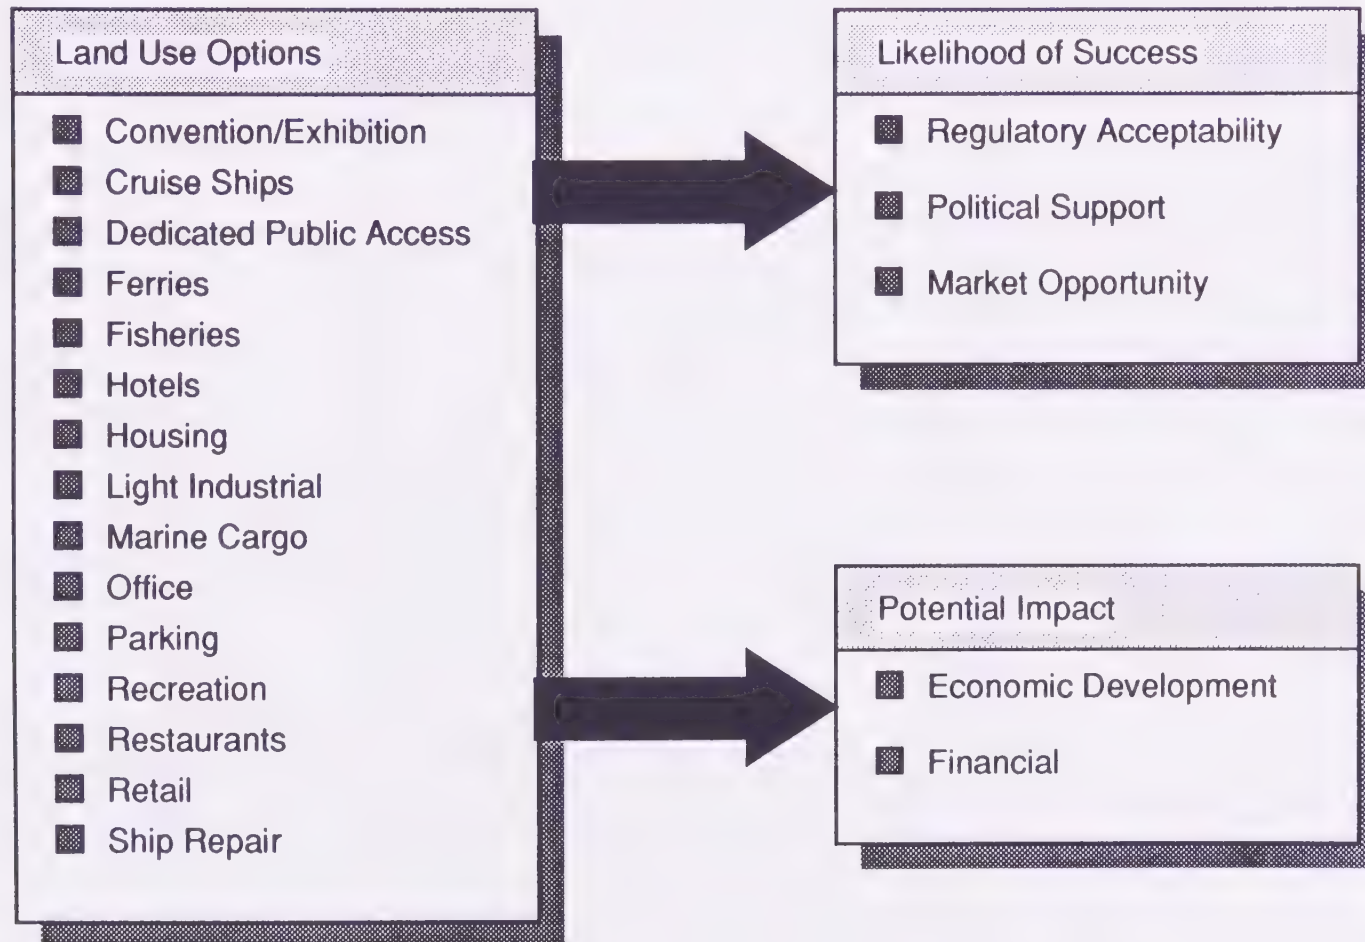 Land Use Options
Convention/Exhibition
Cruise Ships
Dedicated Public Access
Ferries
Fisheries
Hotels
Housing
Light Industrial
Marine Cargo
Office
Parking
Recreation
Restaurants
Retail
Ship Repair
Likelihood of Success
Regulatory Acceptability
Political Support
Market Opportunity
Potential Impact
Economic Development
Financial